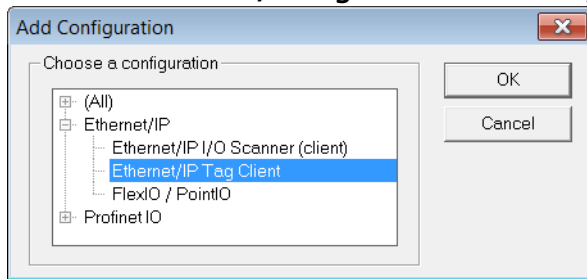 Add Configuration
Choose a configuration
(All)
Ethernet/IP
Ethernet/IP I/O Scanner (client)
Ethernet/IP Tag Client
FlexIO / PointIO
Profinet IO
OK
Cancel